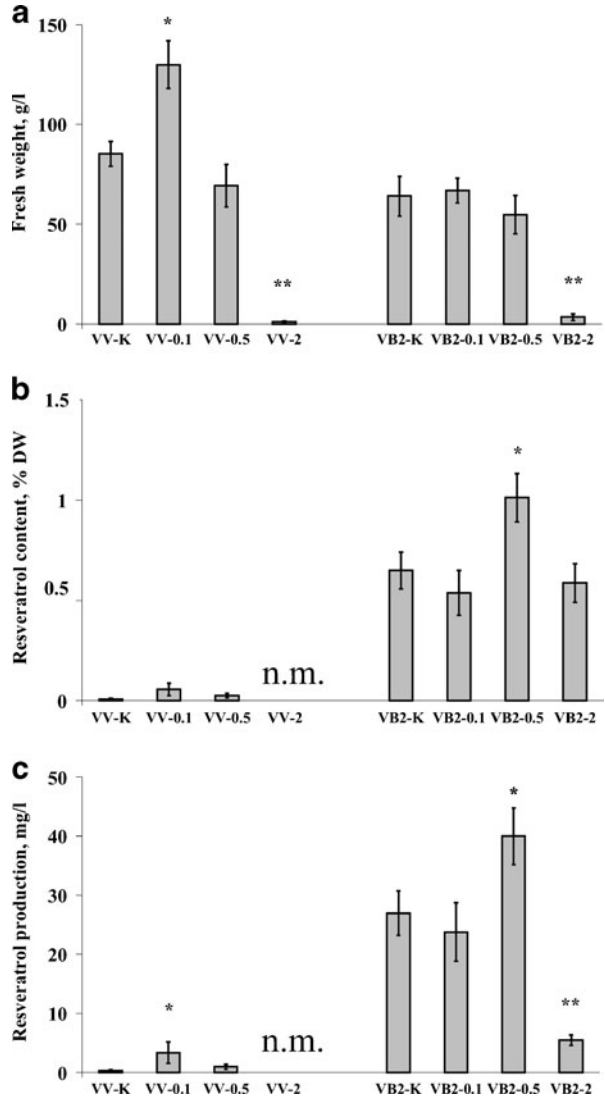 a
Fresh weight, g/l
150
100
50
0
*
**
**
VV-K VV-0.1 VV-0.5 VV-2 VB2-K VB2-0.1 VB2-0.5 VB2-2
b
Resveratrol content, % DW
1.5
1
0.5
0
*
n.m.
VV-K VV-0.1 VV-0.5 VV-2 VB2-K VB2-0.1 VB2-0.5 VB2-2
c
Resveratrol production, mg/l
50
40
30
20
10
0
*
*
**
n.m.
VV-K VV-0.1 VV-0.5 VV-2 VB2-K VB2-0.1 VB2-0.5 VB2-2